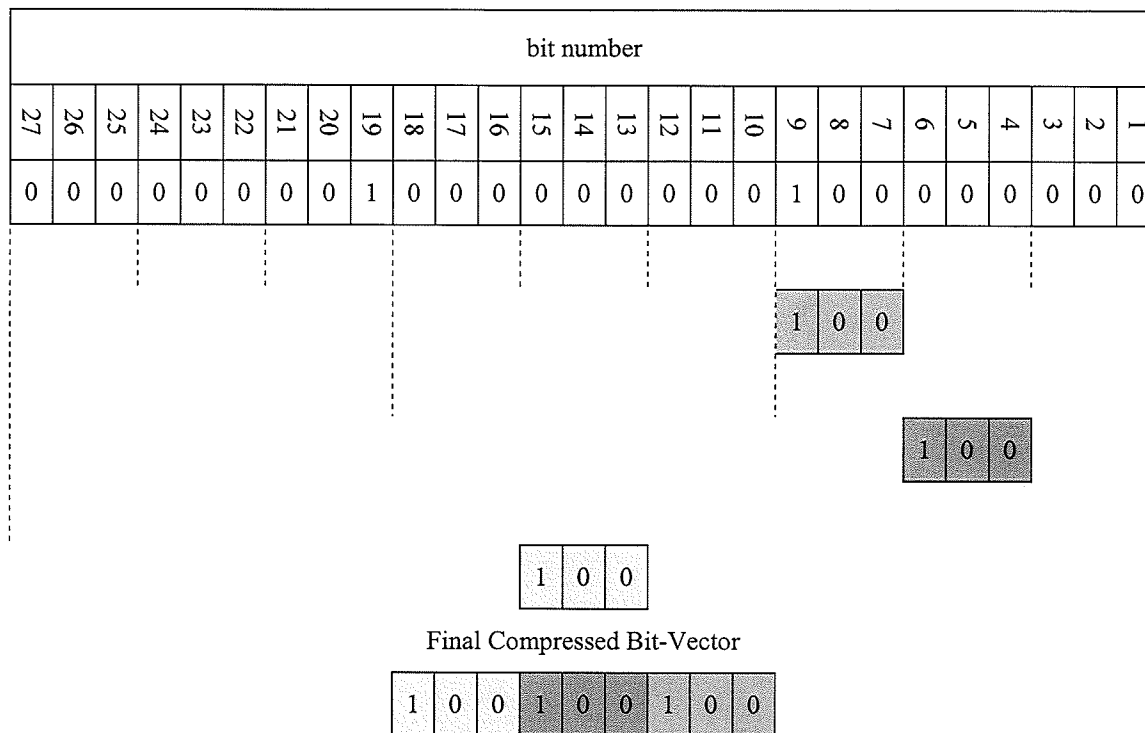 bit number
27 26 25 24 23 22 21 20 19 18 17 16 15 14 13 12 11 10 9 8 7 6 5 4 3 2 1
0 0 0 0 0 0 0 0 1 0 0 0 0 0 0 0 0 0 1 0 0 0 0 0 0 0 0
1 0 0
1 0 0
1 0 0
Final Compressed Bit-Vector
1 0 0 1 0 0 1 0 0